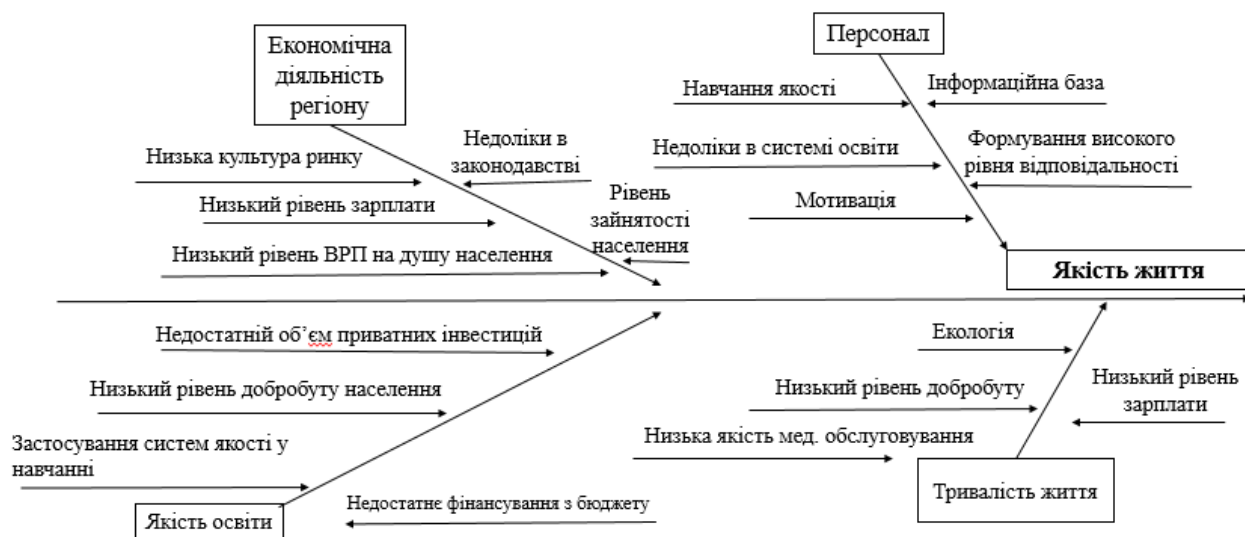 Економічна
діяльність
регіону
Низька культура ринку
Недоліки в
законодавстві
Низький рівень зарплати
Рівень
зайнятості
населення
Низький рівень ВРП на душу населення
Персонал
Навчання якості
Інформаційна база
Недоліки в системі освіти
Формування високого
рівня відповідальності
Мотивація
Якість життя
Недостатній об’єм приватних інвестицій
Низький рівень добробуту населення
Застосування систем якості у
навчанні
Недостатнє фінансування з бюджету
Якість освіти
Екологія
Низький рівень добробуту
Низький рівень
зарплати
Низька якість мед. обслуговування
Тривалість життя